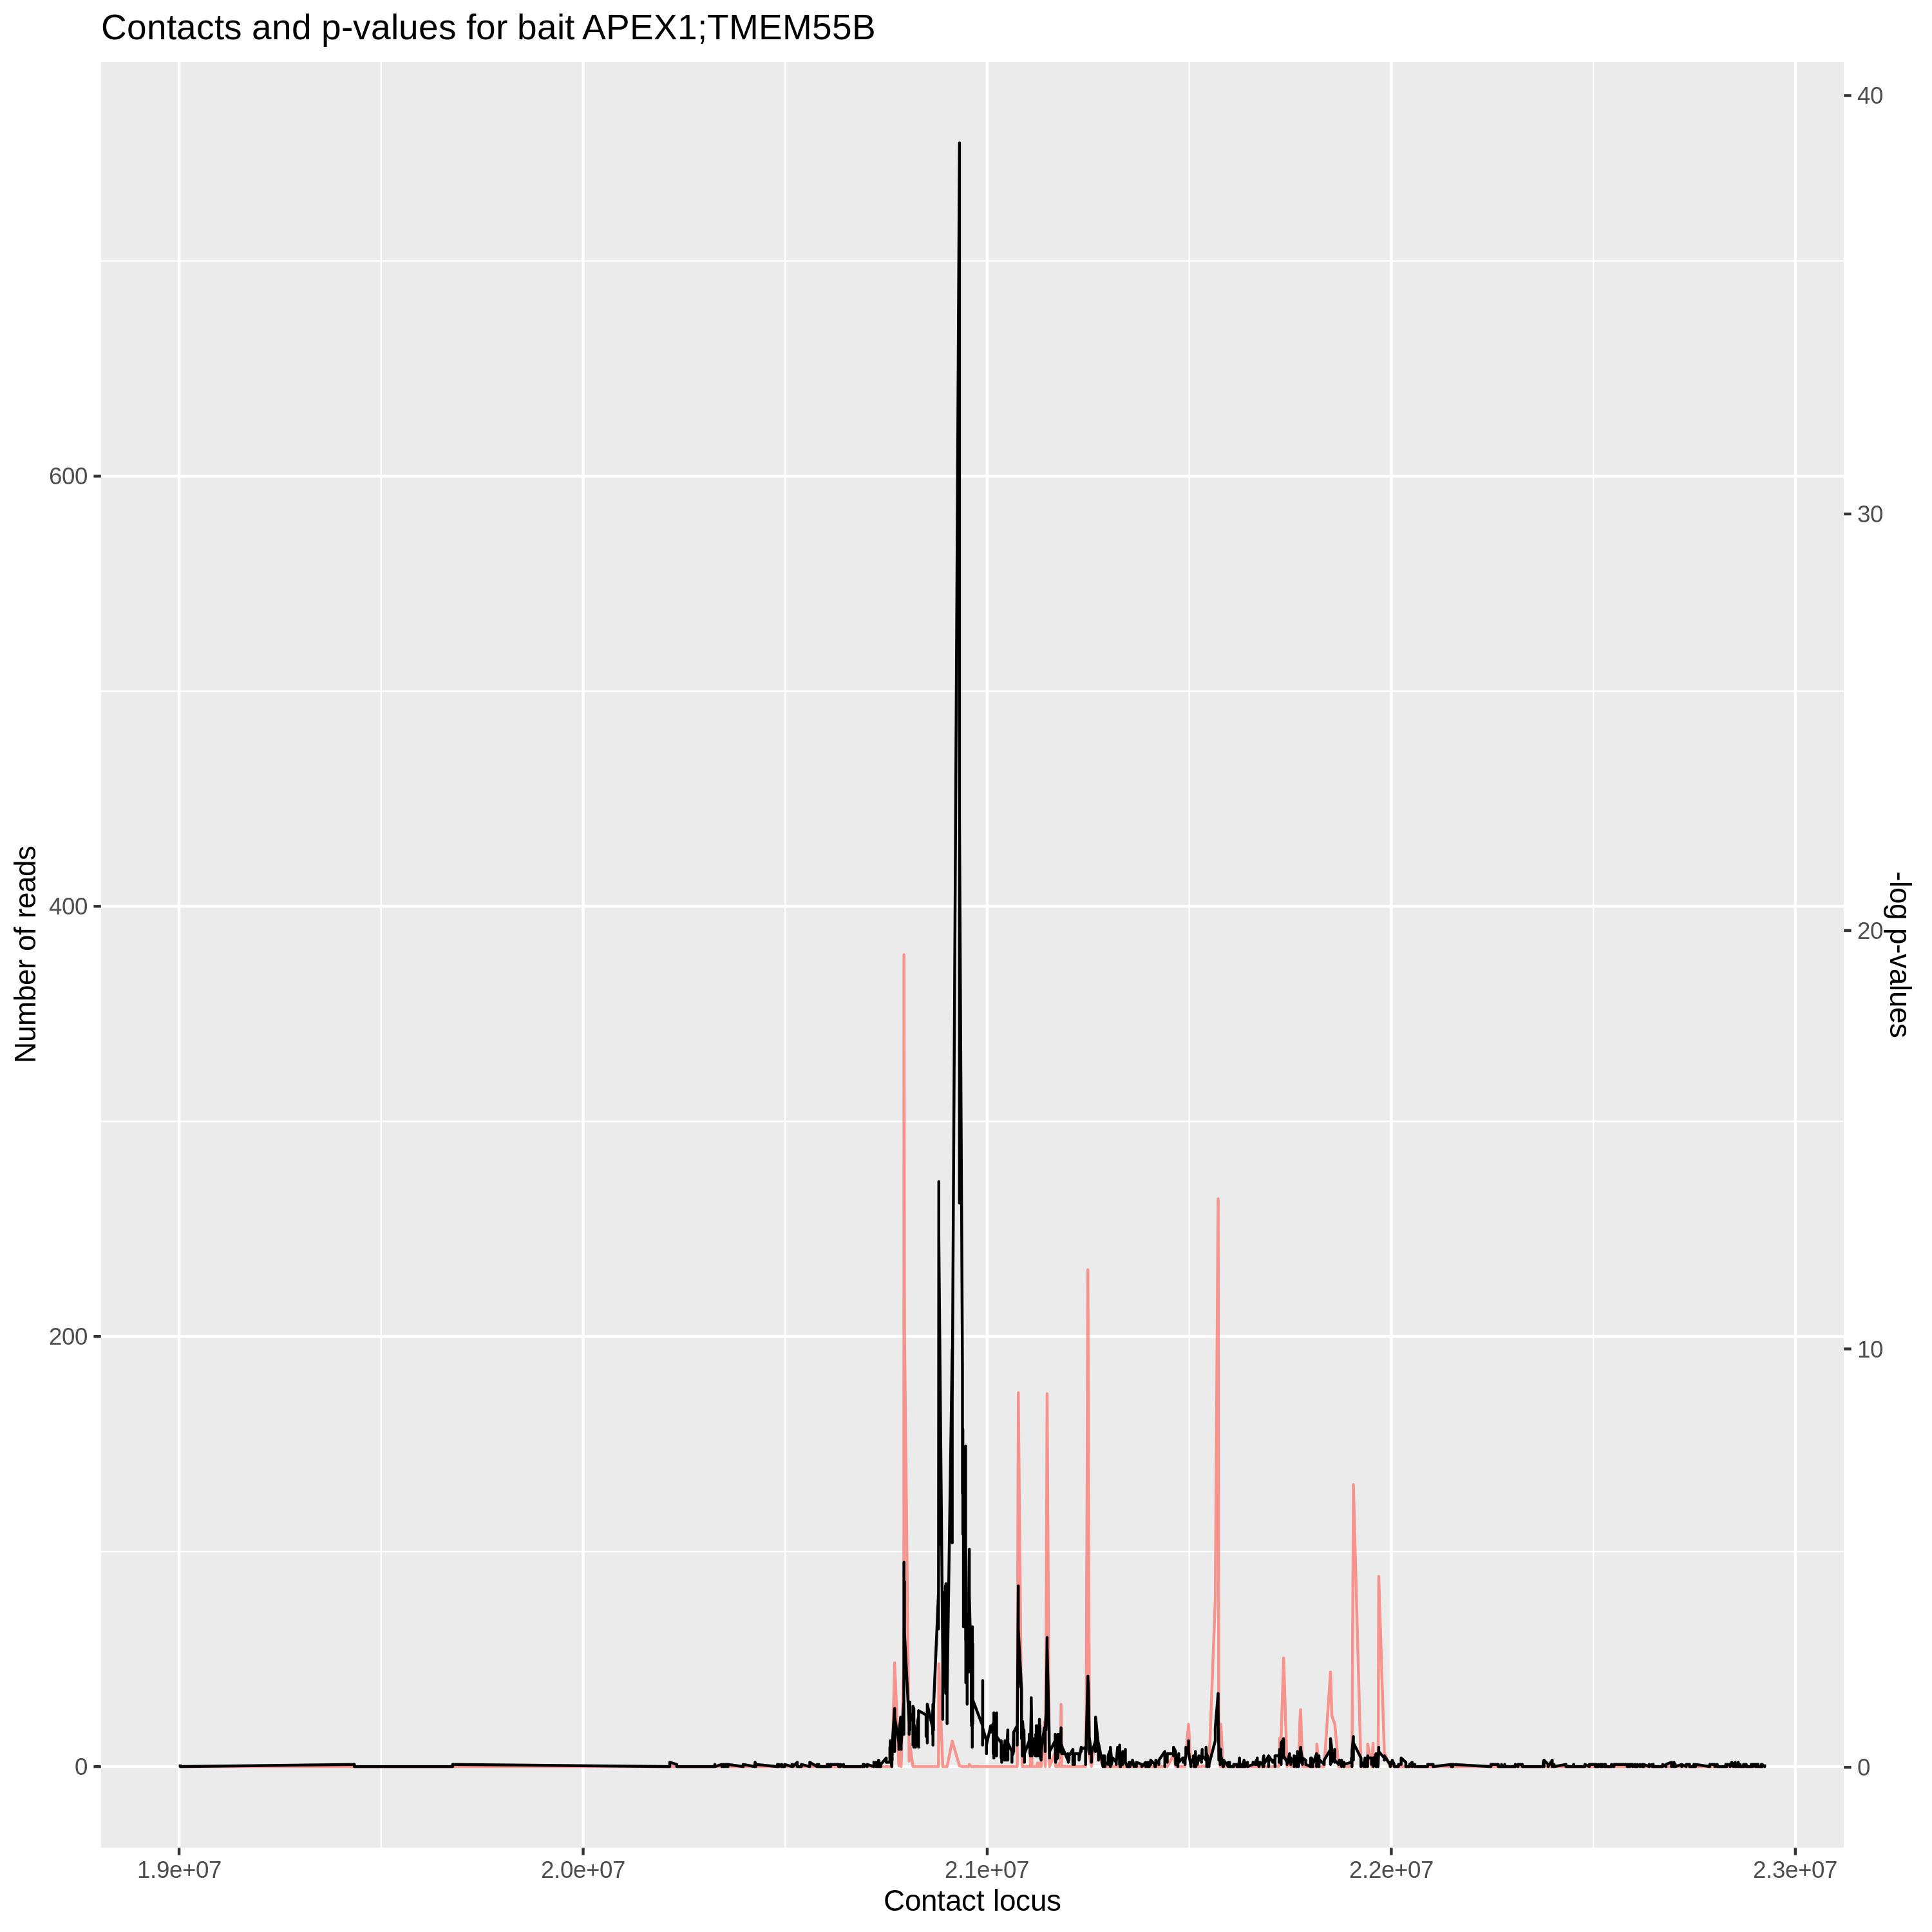 Contacts and p-values for bait APEX1;TMEM55B
Number of reads
600
400
200
0
40
30
20
10
0
-log p-values
1.9e+07 2.0e+07 2.1e+07 2.2e+07 2.3e+07
Contact locus